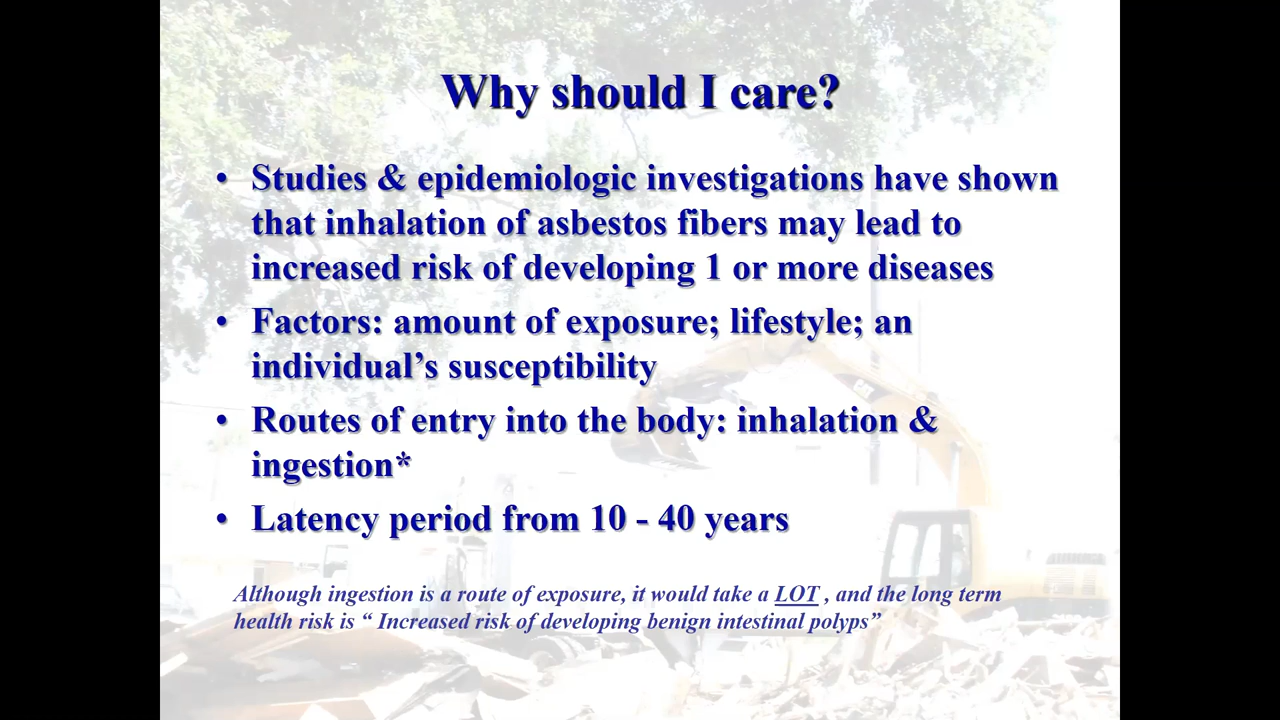 Why should I care?
• Studies & epidemiologic investigations have shown
that inhalation of asbestos fibers may lead to
increased risk of developing 1 or more diseases
• Factors: amount of exposure; lifestyle; an
individual’s susceptibility
• Routes of entry into the body: inhalation &
ingestion*
• Latency period from 10 - 40 years
Although ingestion is a route of exposure, it would take a LOT , and the long term
health risk is “ Increased risk of developing benign intestinal polyps”